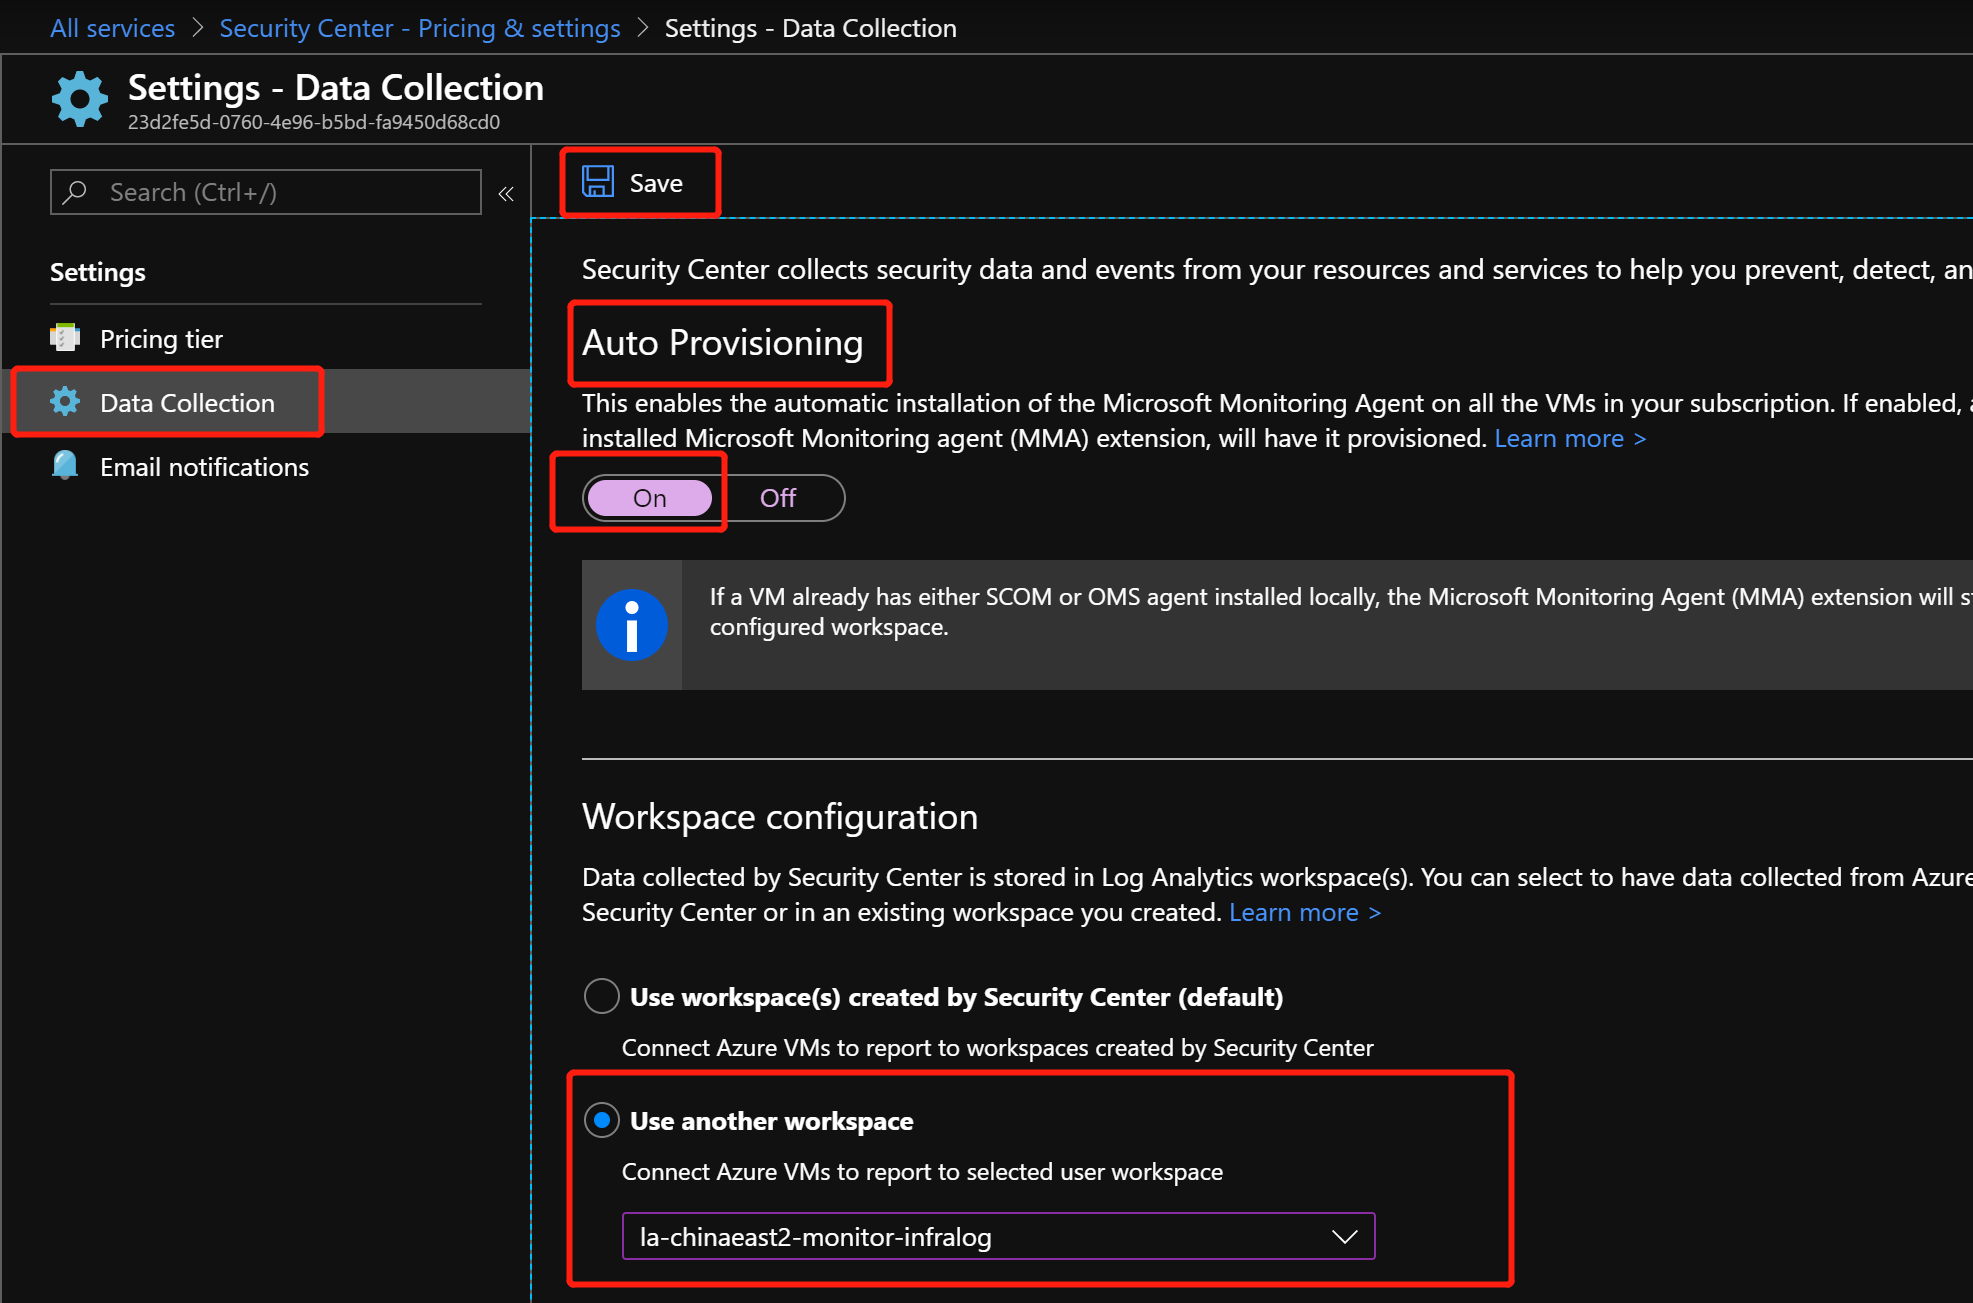 All services > Security Center - Pricing & settings > Settings - Data Collection
Settings - Data Collection
23d2fe5d-0760-4e96-b5bd-fa9450d68cd0
Search (Ctrl+/)
«
Save
Settings
Pricing tier
Data Collection
Email notifications
Security Center collects security data and events from your resources and services to help you prevent, detect, an
Auto Provisioning
This enables the automatic installation of the Microsoft Monitoring Agent on all the VMs in your subscription. If enabled, a
installed Microsoft Monitoring agent (MMA) extension, will have it provisioned. Learn more >
On Off
If a VM already has either SCOM or OMS agent installed locally, the Microsoft Monitoring Agent (MMA) extension will s
configured workspace.
Workspace configuration
Data collected by Security Center is stored in Log Analytics workspace(s). You can select to have data collected from Azure
Security Center or in an existing workspace you created. Learn more >
Use workspace(s) created by Security Center (default)
Connect Azure VMs to report to workspaces created by Security Center
Use another workspace
Connect Azure VMs to report to selected user workspace
la-chinaeast2-monitor-infralog